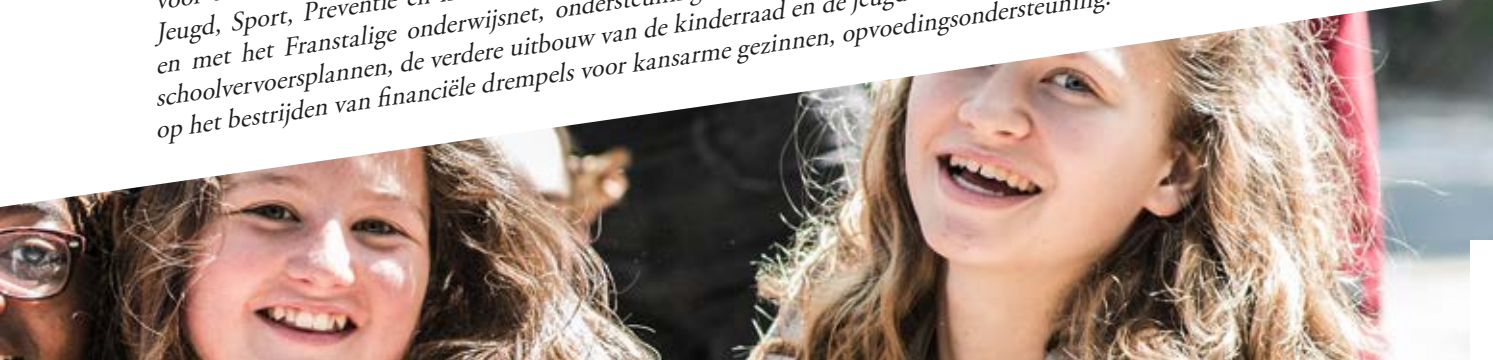 Jeugd, Sport, Preventie en
en met het Franstalige onderwijsnet,
schoolvervoersplannen, de verdere uitbouw van de kinderraad en de
op het bestrijden van financiële drempels voor kansarme gezinnen, opvoedingsondersteuning.